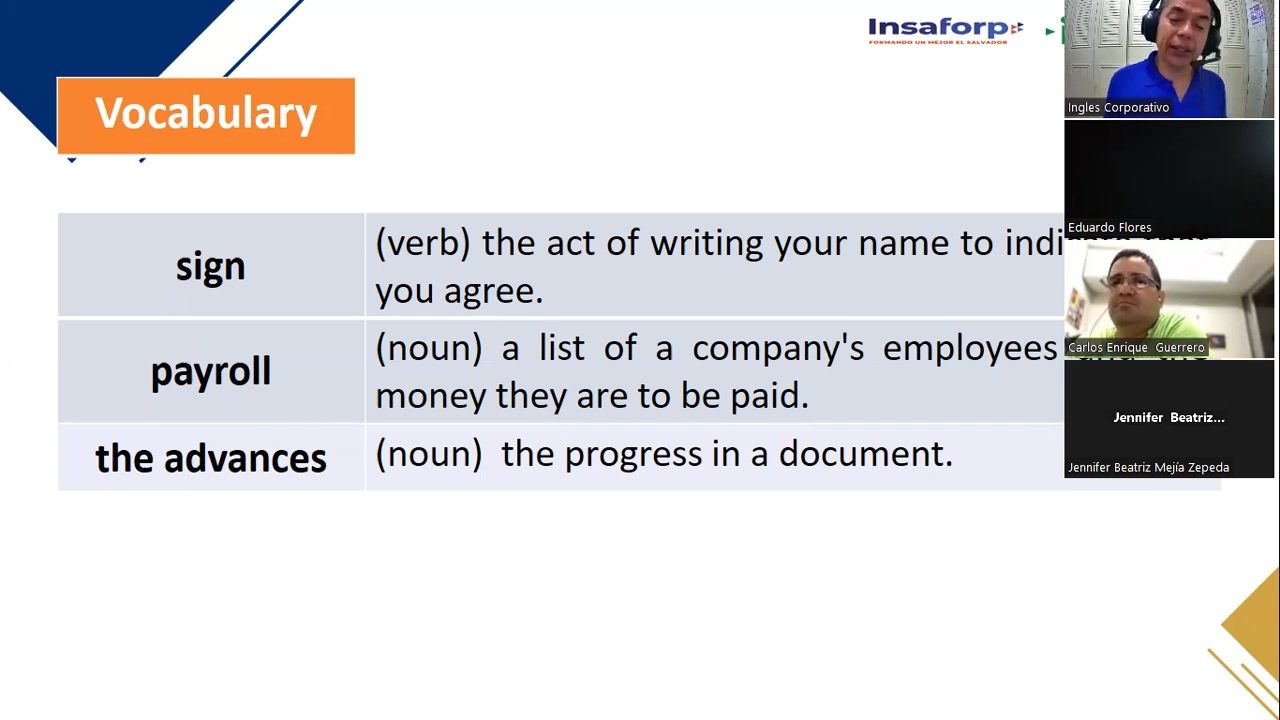 Insaforp
FORMANDO UN MEJOR EL SALVADOR
Vocabulary
sign
(verb) the act of writing your name to
you agree.
payroll
(noun) a list of a company's employees
money they are to be paid.
the advances
(noun) the progress in a document.
Ingles Corporativo
Eduardo Flores
Carlos Enrique Guerrero
Jennifer Beatriz...
Jennifer Beatriz Mejía Zepeda